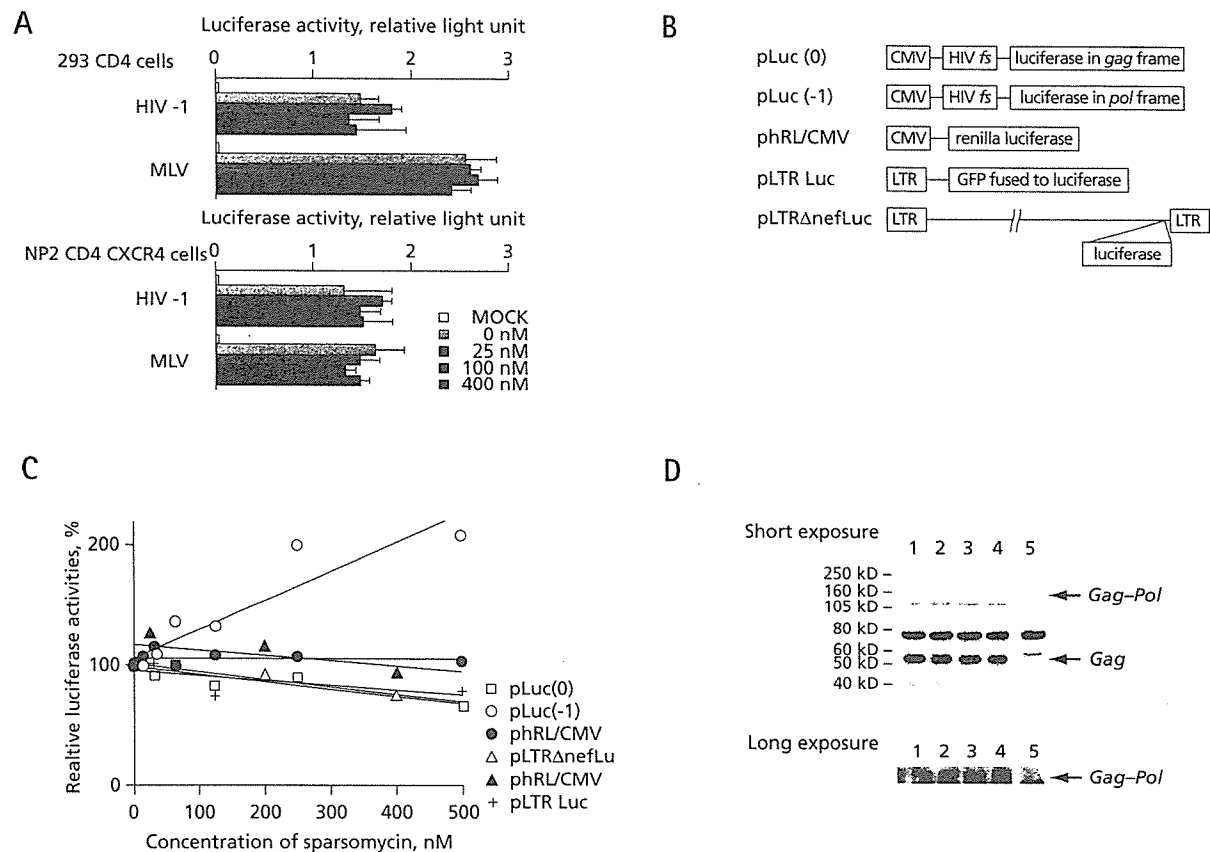 A
Luciferase activity, relative light unit
0 1 2 3
293 CD4 cells
HIV -1
MLV
Luciferase activity, relative light unit
0 1 2 3
NP2 CD4 CXCR4 cells
HIV -1
MLV
MOCK
0 nM
25 nM
100 nM
400 nM
B
pLuc (0) CMV HIV fs luciferase in gag frame
pLuc (-1) CMV HIV fs luciferase in pol frame
phRL/CMV CMV renilla luciferase
pLTR Luc LTR GFP fused to luciferase
pLTRΔnefLuc LTR // LTR
luciferase
C
Realtive luciferase activities, %
200
100
0
0 100 200 300 400 500
Concentration of sparsomycin, nM
pLuc(0)
pLuc(-1)
phRL/CMV
pLTRΔnefLu
phRL/CMV
pLTR Luc
D
Short exposure
1 2 3 4 5
250 kD
160 kD
105 kD
80 kD
60 kD
50 kD
40 kD
Gag–Pol
Gag
Long exposure
1 2 3 4 5
Gag–Pol